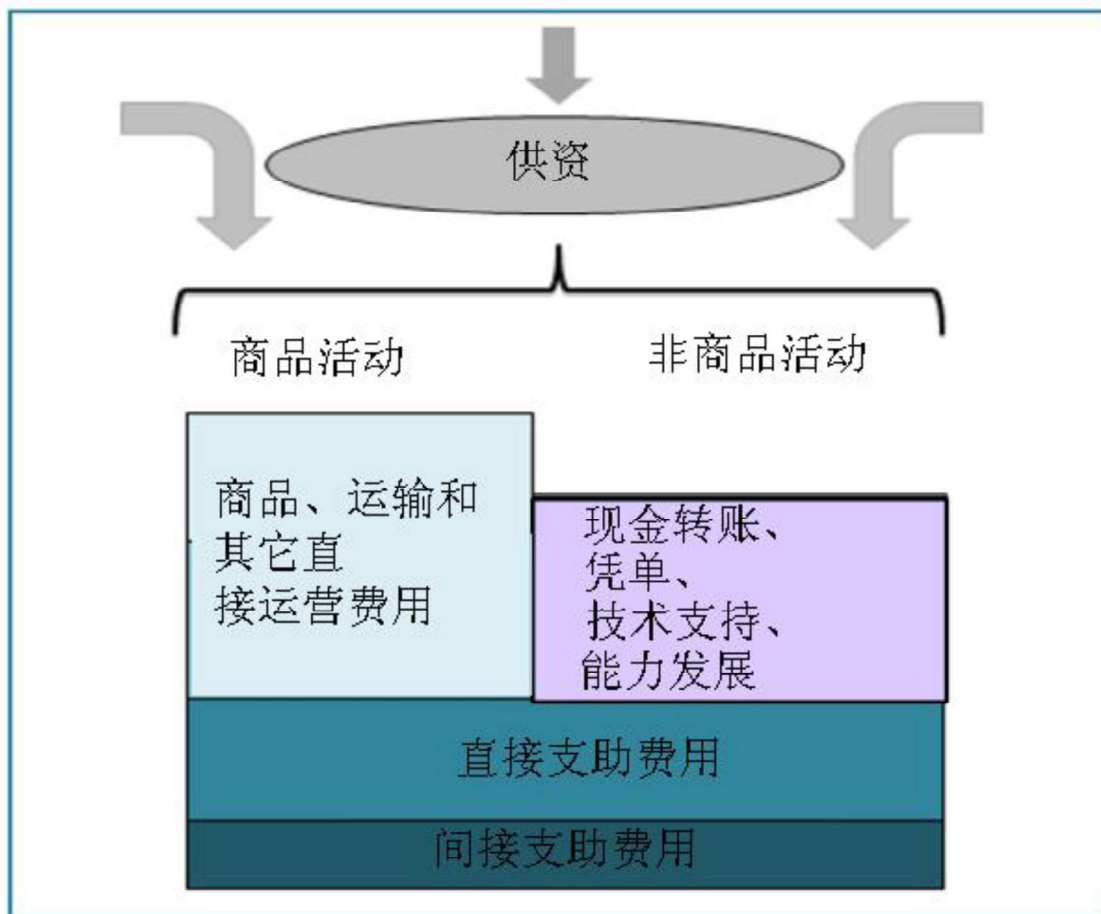 供资
商品活动
非商品活动
商品、运输和
其它直
接运营费用
现金转账、
凭单、
技术支持、
能力发展
直接支助费用
间接支助费用